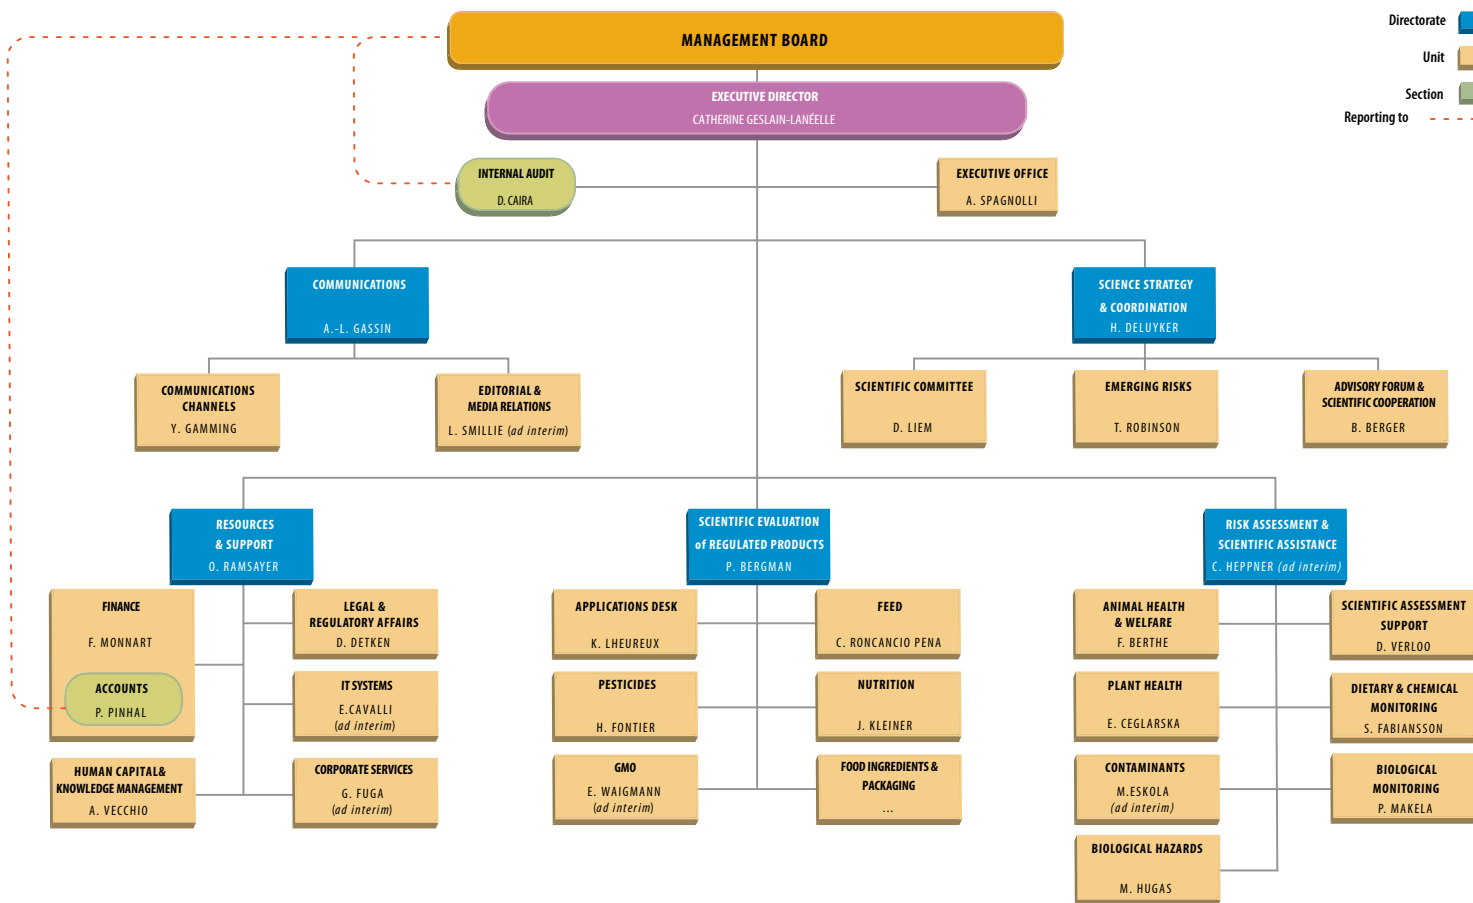 MANAGEMENT BOARD
EXECUTIVE DIRECTOR
CATHERINE GESLAIN-LANÉELLE
Directorate
Unit
Section
Reporting to
INTERNAL AUDIT
D. CAIRA
EXECUTIVE OFFICE
A. SPAGNOLLI
COMMUNICATIONS
A.-L. GASSIN
SCIENCE STRATEGY
& COORDINATION
H. DELUYKER
COMMUNICATIONS
CHANNELS
Y. GAMMING
EDITORIAL &
MEDIA RELATIONS
L. SMILLIE (ad interim)
SCIENTIFIC COMMITTEE
D. LIEM
EMERGING RISKS
T. ROBINSON
ADVISORY FORUM &
SCIENTIFIC COOPERATION
B. BERGER
RESOURCES
& SUPPORT
O. RAMSAYER
SCIENTIFIC EVALUATION
of REGULATED PRODUCTS
P. BERGMAN
RISK ASSESSMENT &
SCIENTIFIC ASSISTANCE
C. HEPPNER (ad interim)
FINANCE
F. MONNART
ACCOUNTS
P. PINHAL
LEGAL &
REGULATORY AFFAIRS
D. DETKEN
IT SYSTEMS
E.CAVALLI
(ad interim)
HUMAN CAPITAL&
KNOWLEDGE MANAGEMENT
A. VECCHIO
CORPORATE SERVICES
G. FUGA
(ad interim)
APPLICATIONS DESK
K. LHEUREUX
FEED
C. RONCANCIO PENA
PESTICIDES
H. FONTIER
NUTRITION
J. KLEINER
GMO
E. WAIGMANN
(ad interim)
FOOD INGREDIENTS &
PACKAGING
...
ANIMAL HEALTH
& WELFARE
F. BERTHE
SCIENTIFIC ASSESSMENT
SUPPORT
D. VERLOO
PLANT HEALTH
E. CEGLARSKA
DIETARY & CHEMICAL
MONITORING
S. FABIANSSON
CONTAMINANTS
M.ESKOLA
(ad interim)
BIOLOGICAL
MONITORING
P. MAKELA
BIOLOGICAL HAZARDS
M. HUGAS